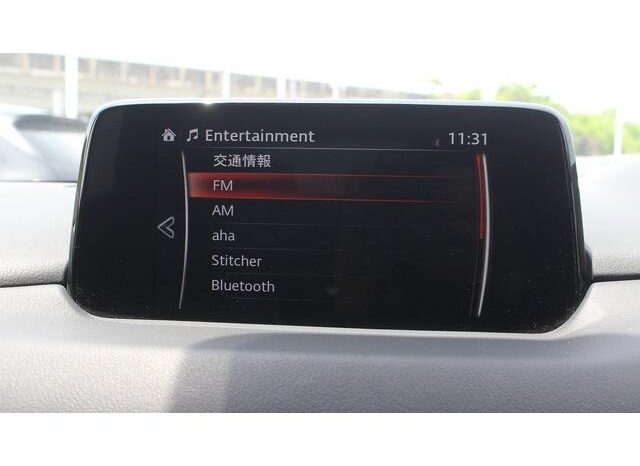 Entertainment 11:31
交通情報
FM
AM
aha
Stitcher
Bluetooth